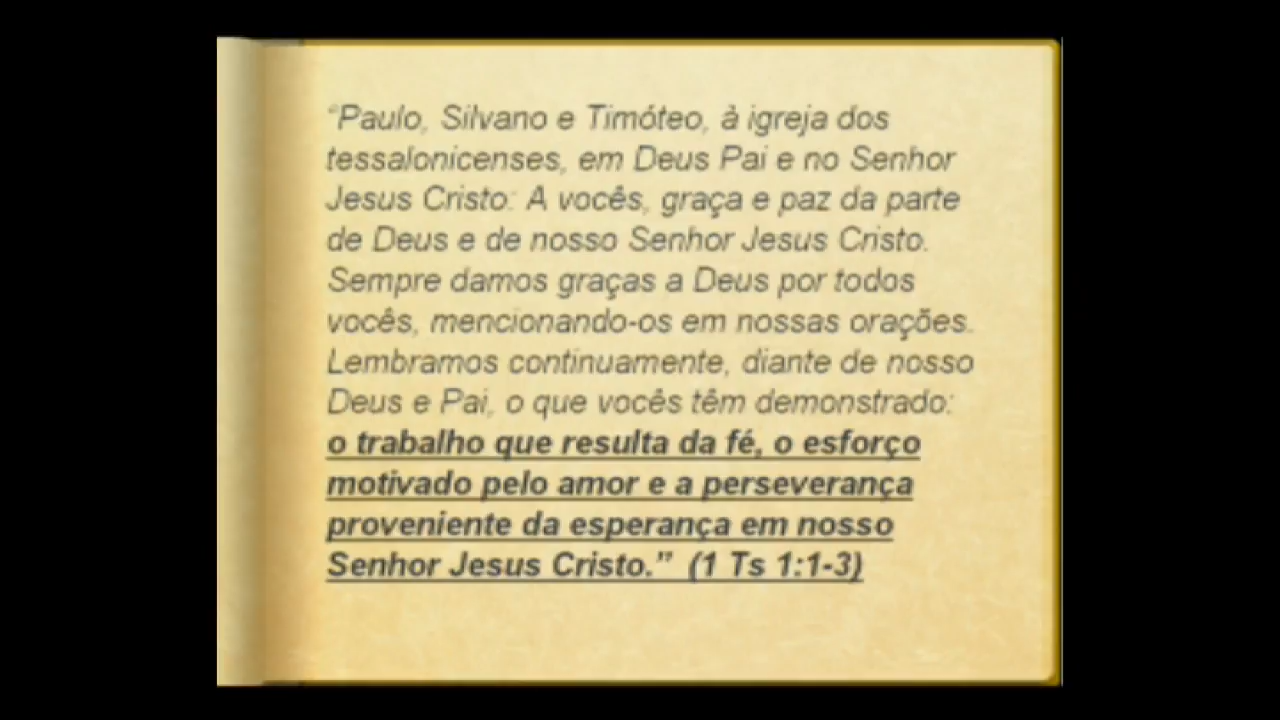 “Paulo, Silvano e Timóteo, à igreja dos
tessalonicenses, em Deus Pai e no Senhor
Jesus Cristo: A vocês, graça e paz da parte
de Deus e de nosso Senhor Jesus Cristo.
Sempre damos graças a Deus por todos
vocês, mencionando-os em nossas orações.
Lembramos continuamente, diante de nosso
Deus e Pai, o que vocês têm demonstrado:
o trabalho que resulta da fé, o esforço
motivado pelo amor e a perseverança
proveniente da esperança em nosso
Senhor Jesus Cristo.” (1 Ts 1:1-3)